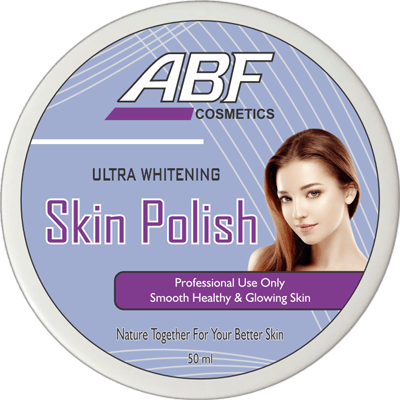 ABF
COSMETICS
ULTRA WHITENING
Skin Polish
Professional Use Only
Smooth Healthy & Glowing Skin
Nature Together For Your Better Skin
50 ml